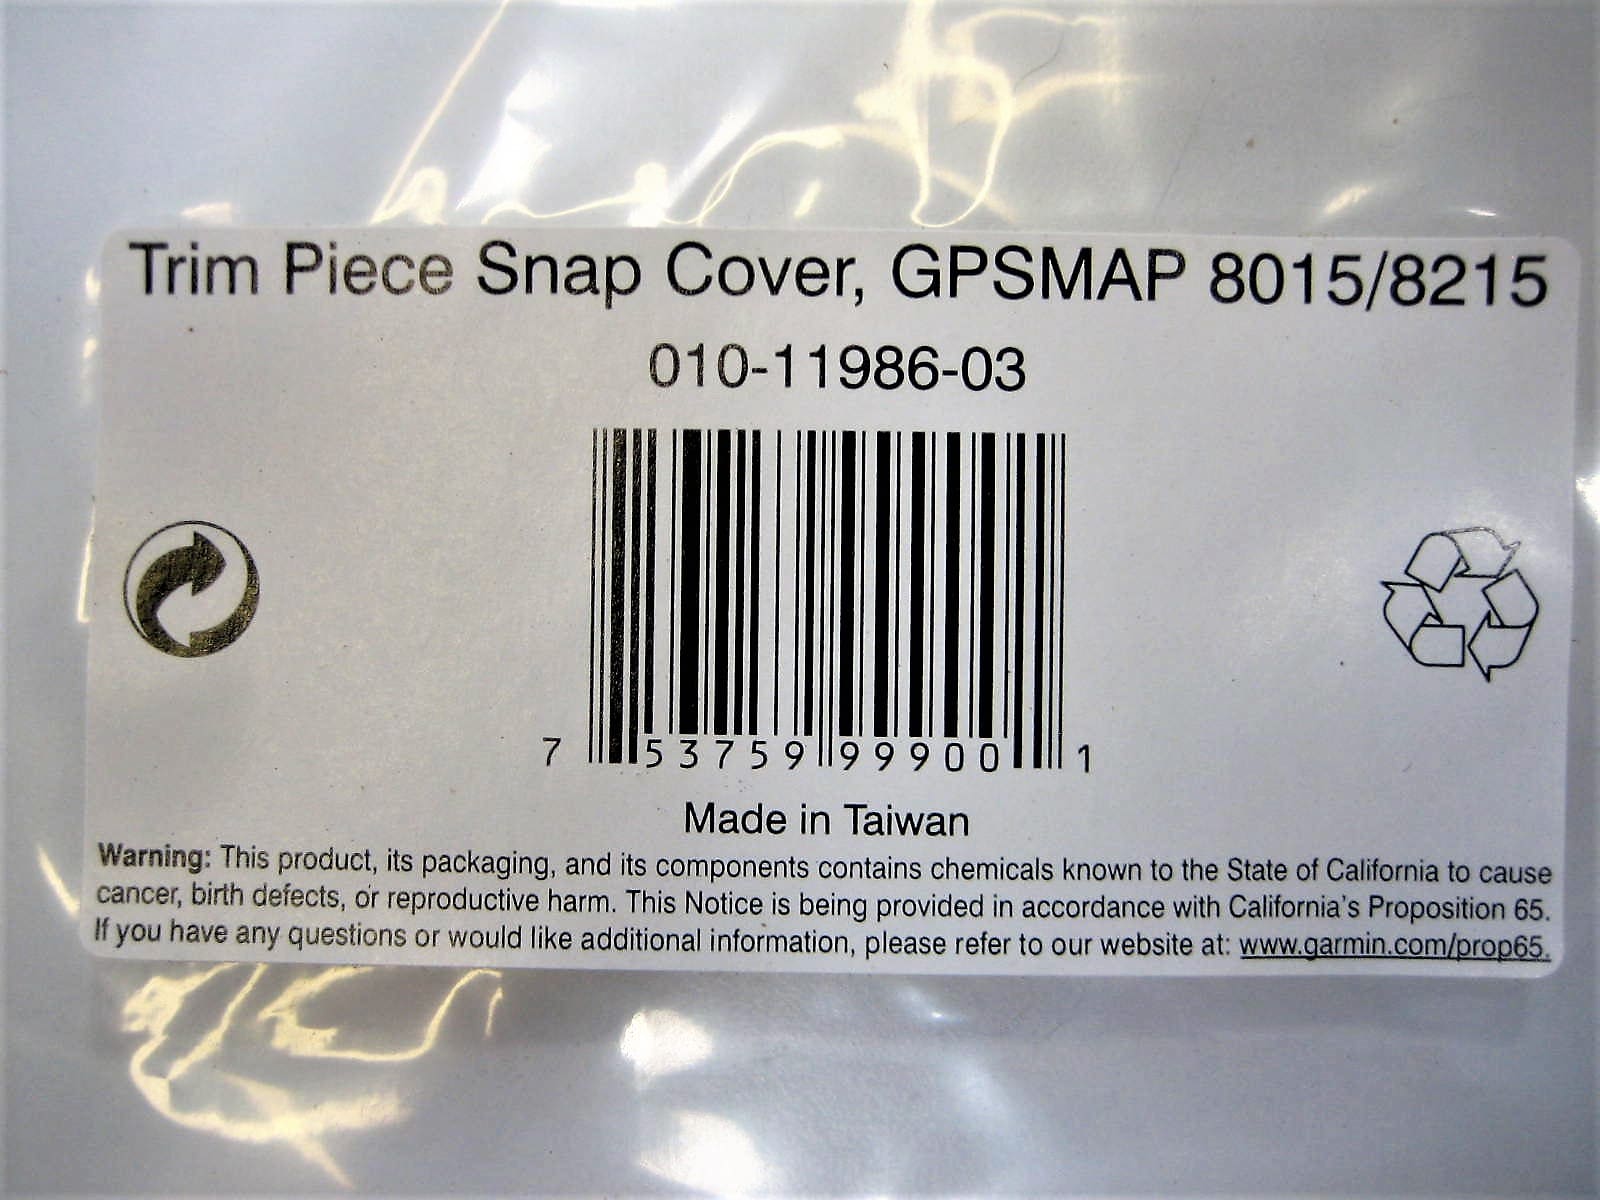 Trim Piece Snap Cover, GPSMAP 8015/8215
010-11986-03
7 53759 99900 1
Made in Taiwan
Warning: This product, its packaging, and its components contains chemicals known to the State of California to cause
cancer, birth defects, or reproductive harm. This Notice is being provided in accordance with California's Proposition 65.
If you have any questions or would like additional information, please refer to our website at: www.garmin.com/prop65.